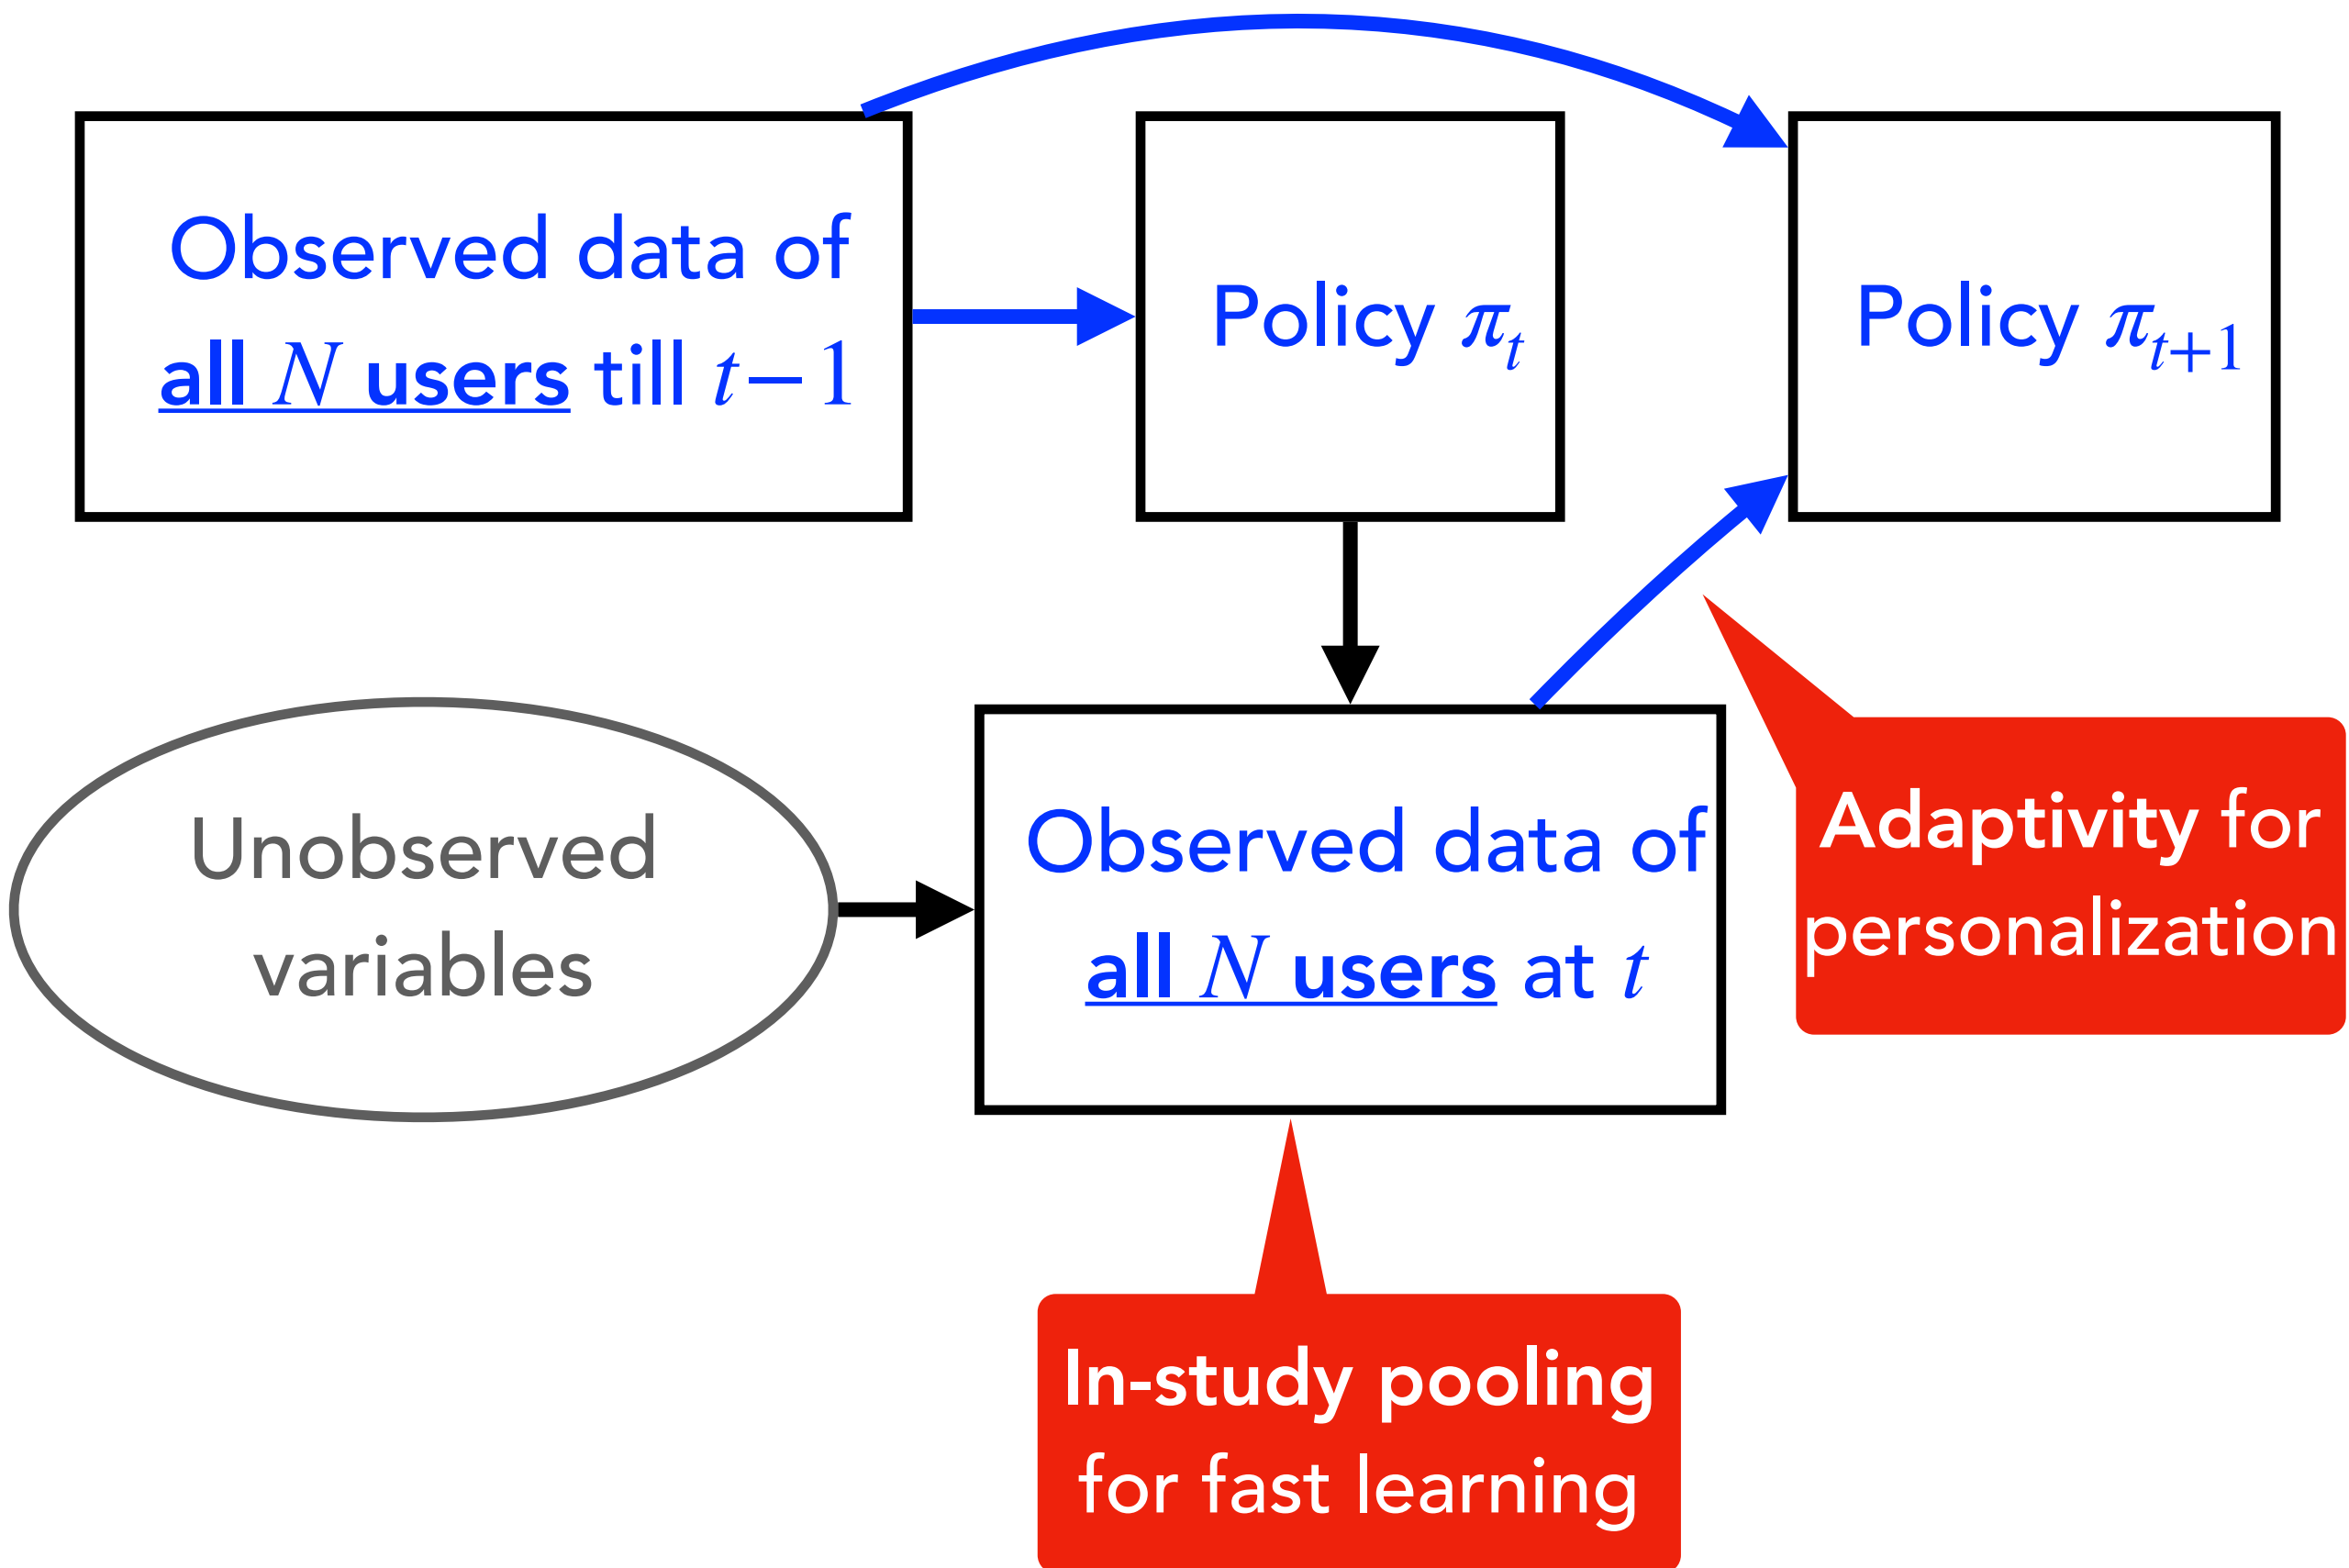 Observed data of
all N users till t−1
Policy π_t
Policy π_{t+1}
Unobserved
variables
Observed data of
all N users at t
Adaptivity for
personalization
In-study pooling
for fast learning